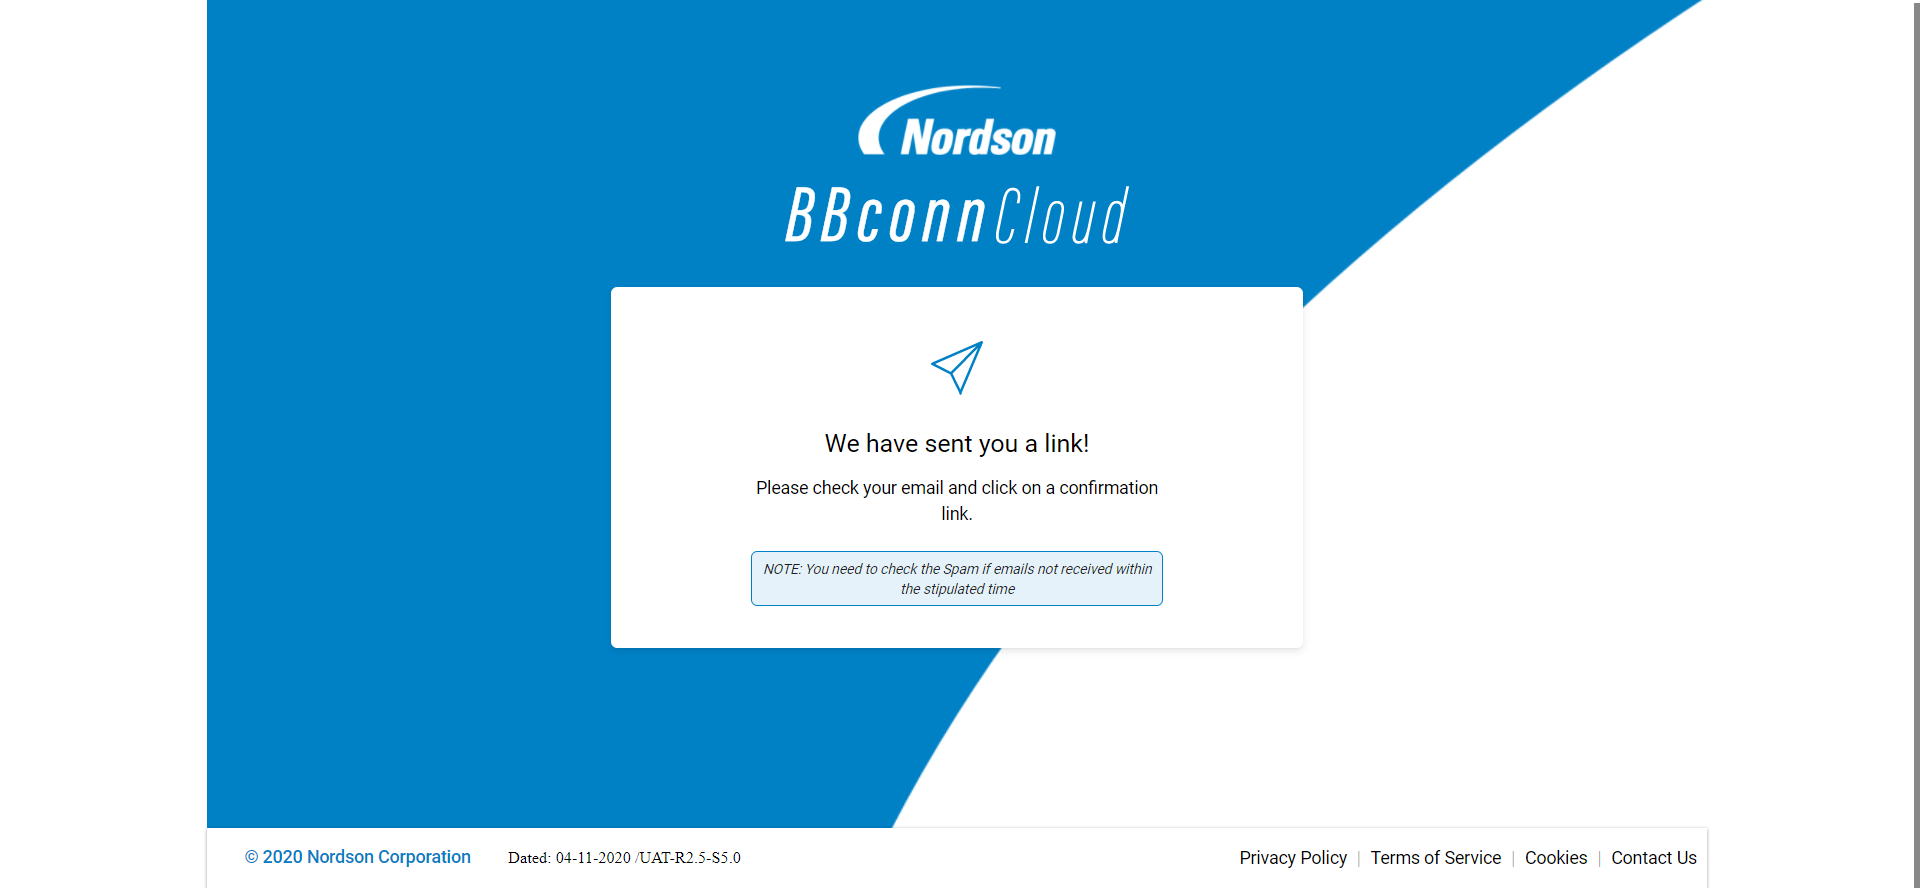 Nordson
BBconnCloud
We have sent you a link!
Please check your email and click on a confirmation
link.
NOTE: You need to check the Spam if emails not received within
the stipulated time
© 2020 Nordson Corporation Dated: 04-11-2020 /UAT-R2.5-S5.0 Privacy Policy | Terms of Service | Cookies | Contact Us